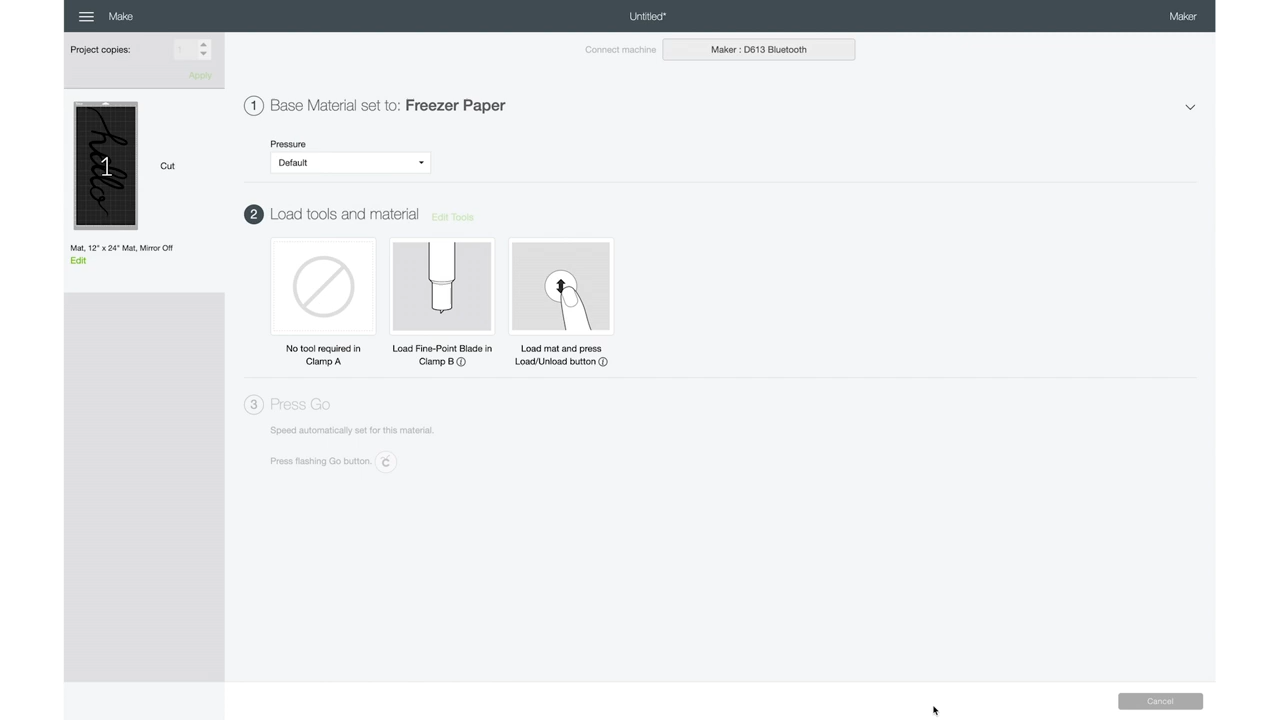 Make
Untitled*
Maker
Project copies:
1
Apply
Connect machine
Maker : D613 Bluetooth
1 Base Material set to: Freezer Paper
Pressure
Default
hello
1
Cut
Mat, 12" x 24" Mat, Mirror Off
Edit
2 Load tools and material Edit Tools
No tool required in
Clamp A
Load Fine-Point Blade in
Clamp B i
Load mat and press
Load/Unload button i
3 Press Go
Speed automatically set for this material.
Press flashing Go button. C
Cancel